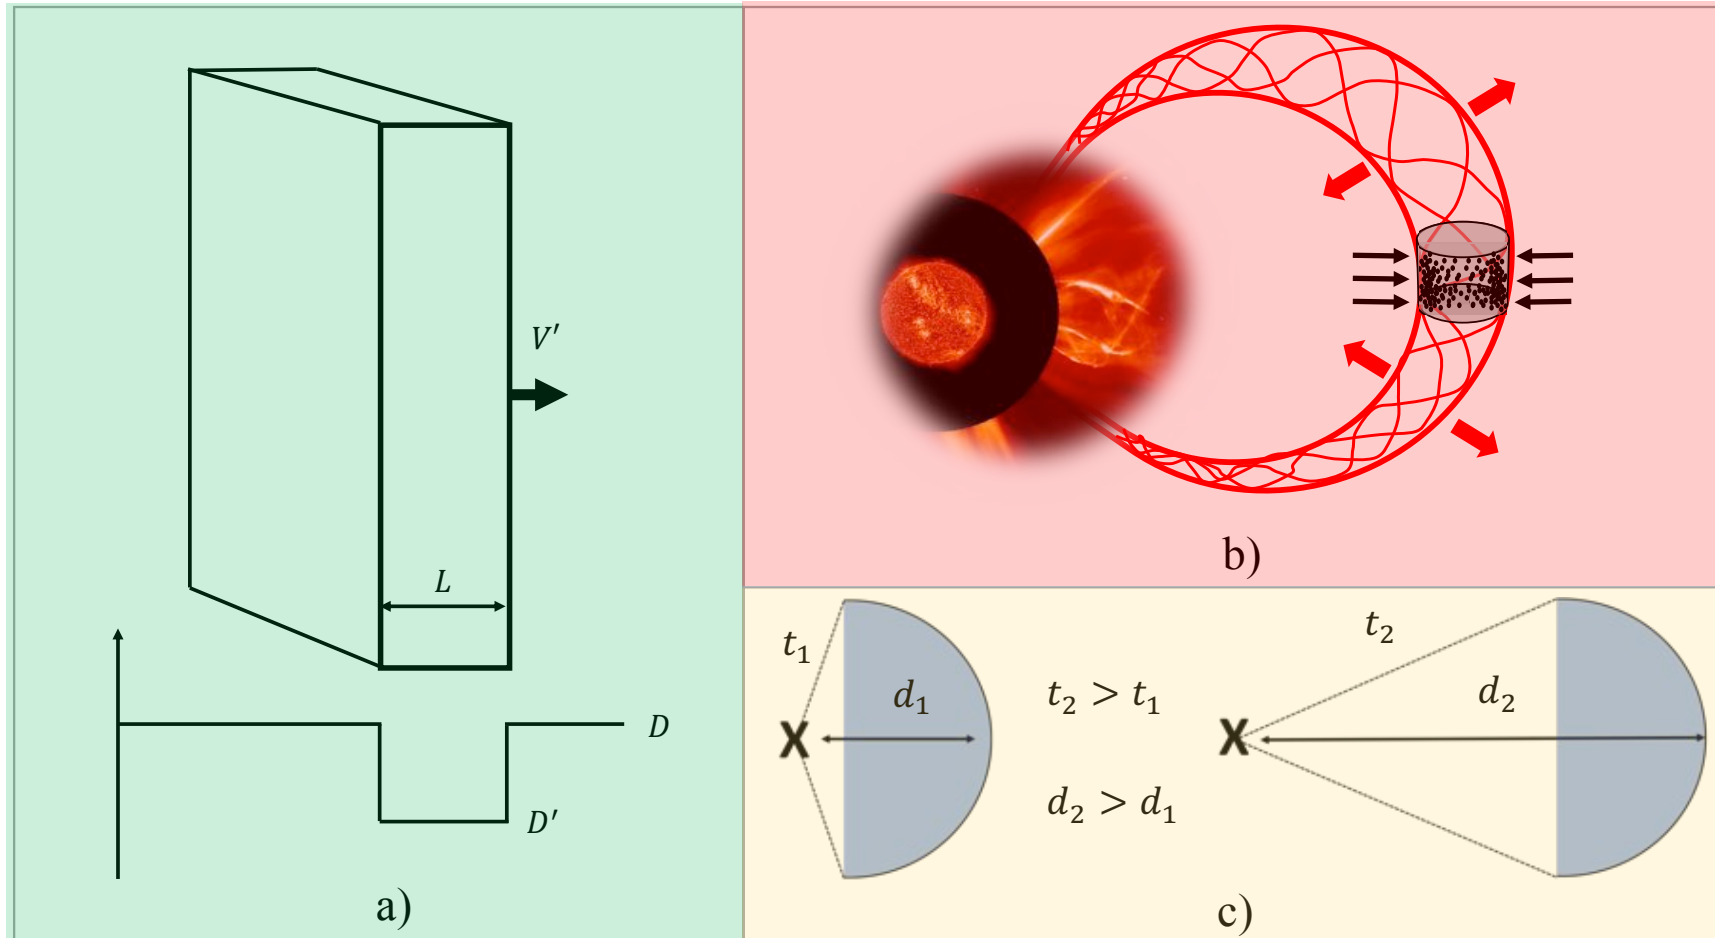 V′
L
D
D′
a)
b)
t₁
d₁
t₂ > t₁
d₂ > d₁
X
t₂
d₂
X
c)